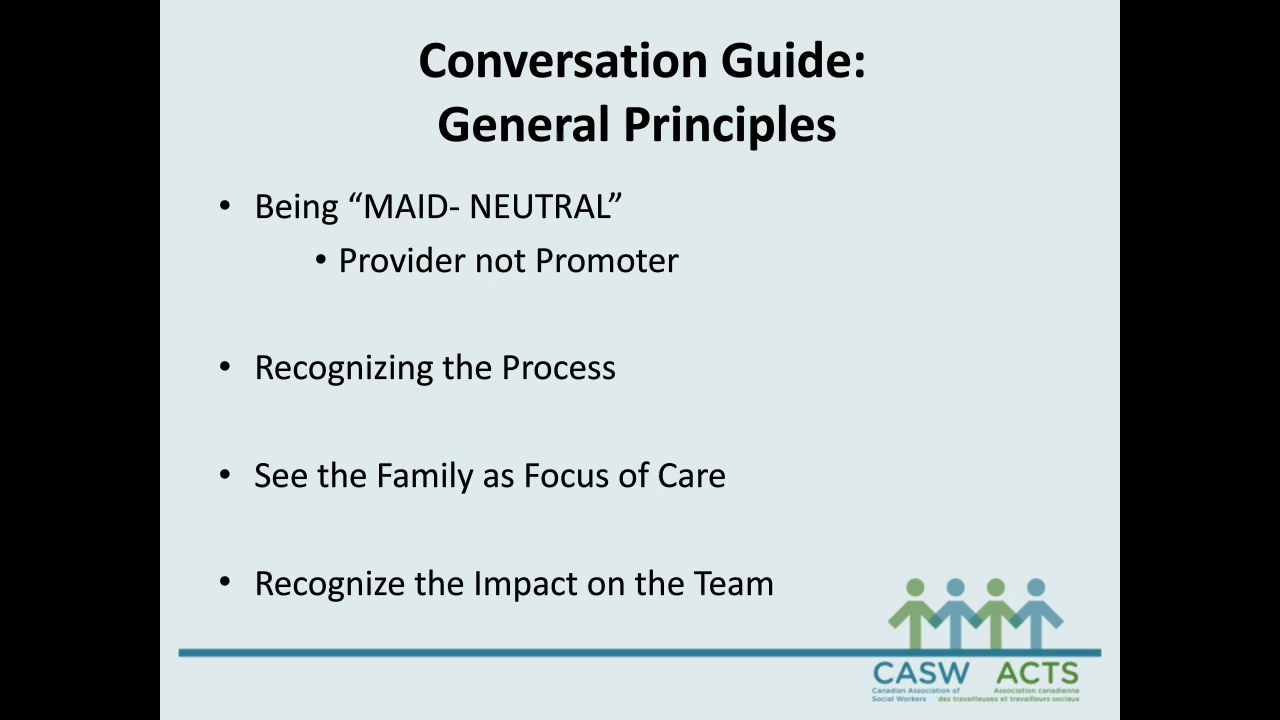 Conversation Guide:
General Principles
• Being “MAID- NEUTRAL”
• Provider not Promoter
• Recognizing the Process
• See the Family as Focus of Care
• Recognize the Impact on the Team
CASW ACTS
Canadian Association of Association canadienne
Social Workers des travailleuses et travailleurs sociaux